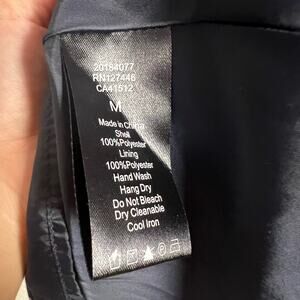 20184077
RN127446
CA41512
M
Made in China
Shell
100%Polyester
Lining
100%Polyester
Hand Wash
Hang Dry
Do Not Bleach
Dry Cleanable
Cool Iron